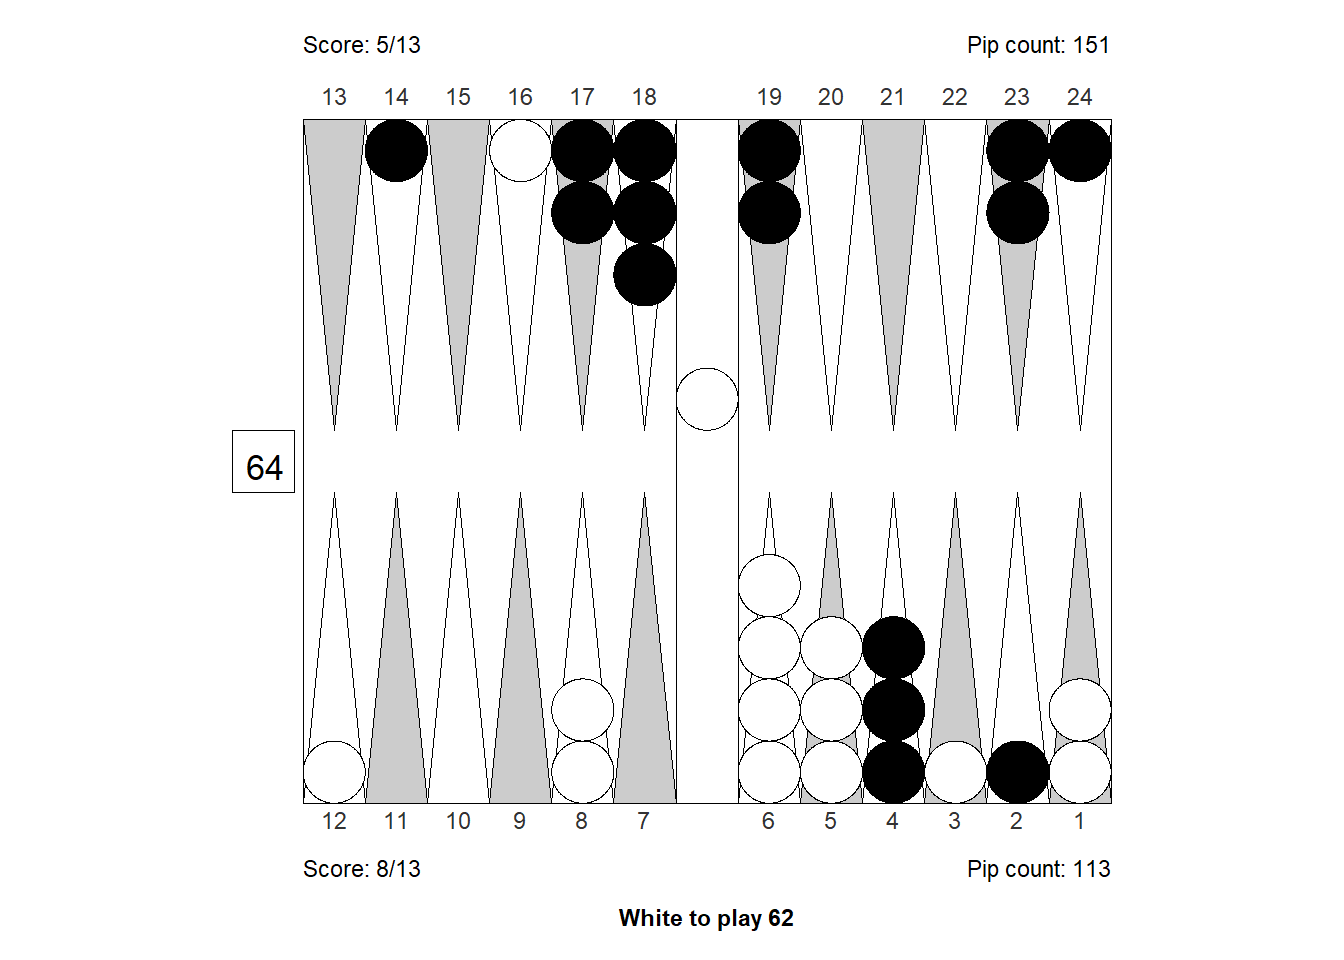 Score: 5/13 Pip count: 151
13 14 15 16 17 18 19 20 21 22 23 24
64
12 11 10 9 8 7 6 5 4 3 2 1
Score: 8/13 Pip count: 113
White to play 62